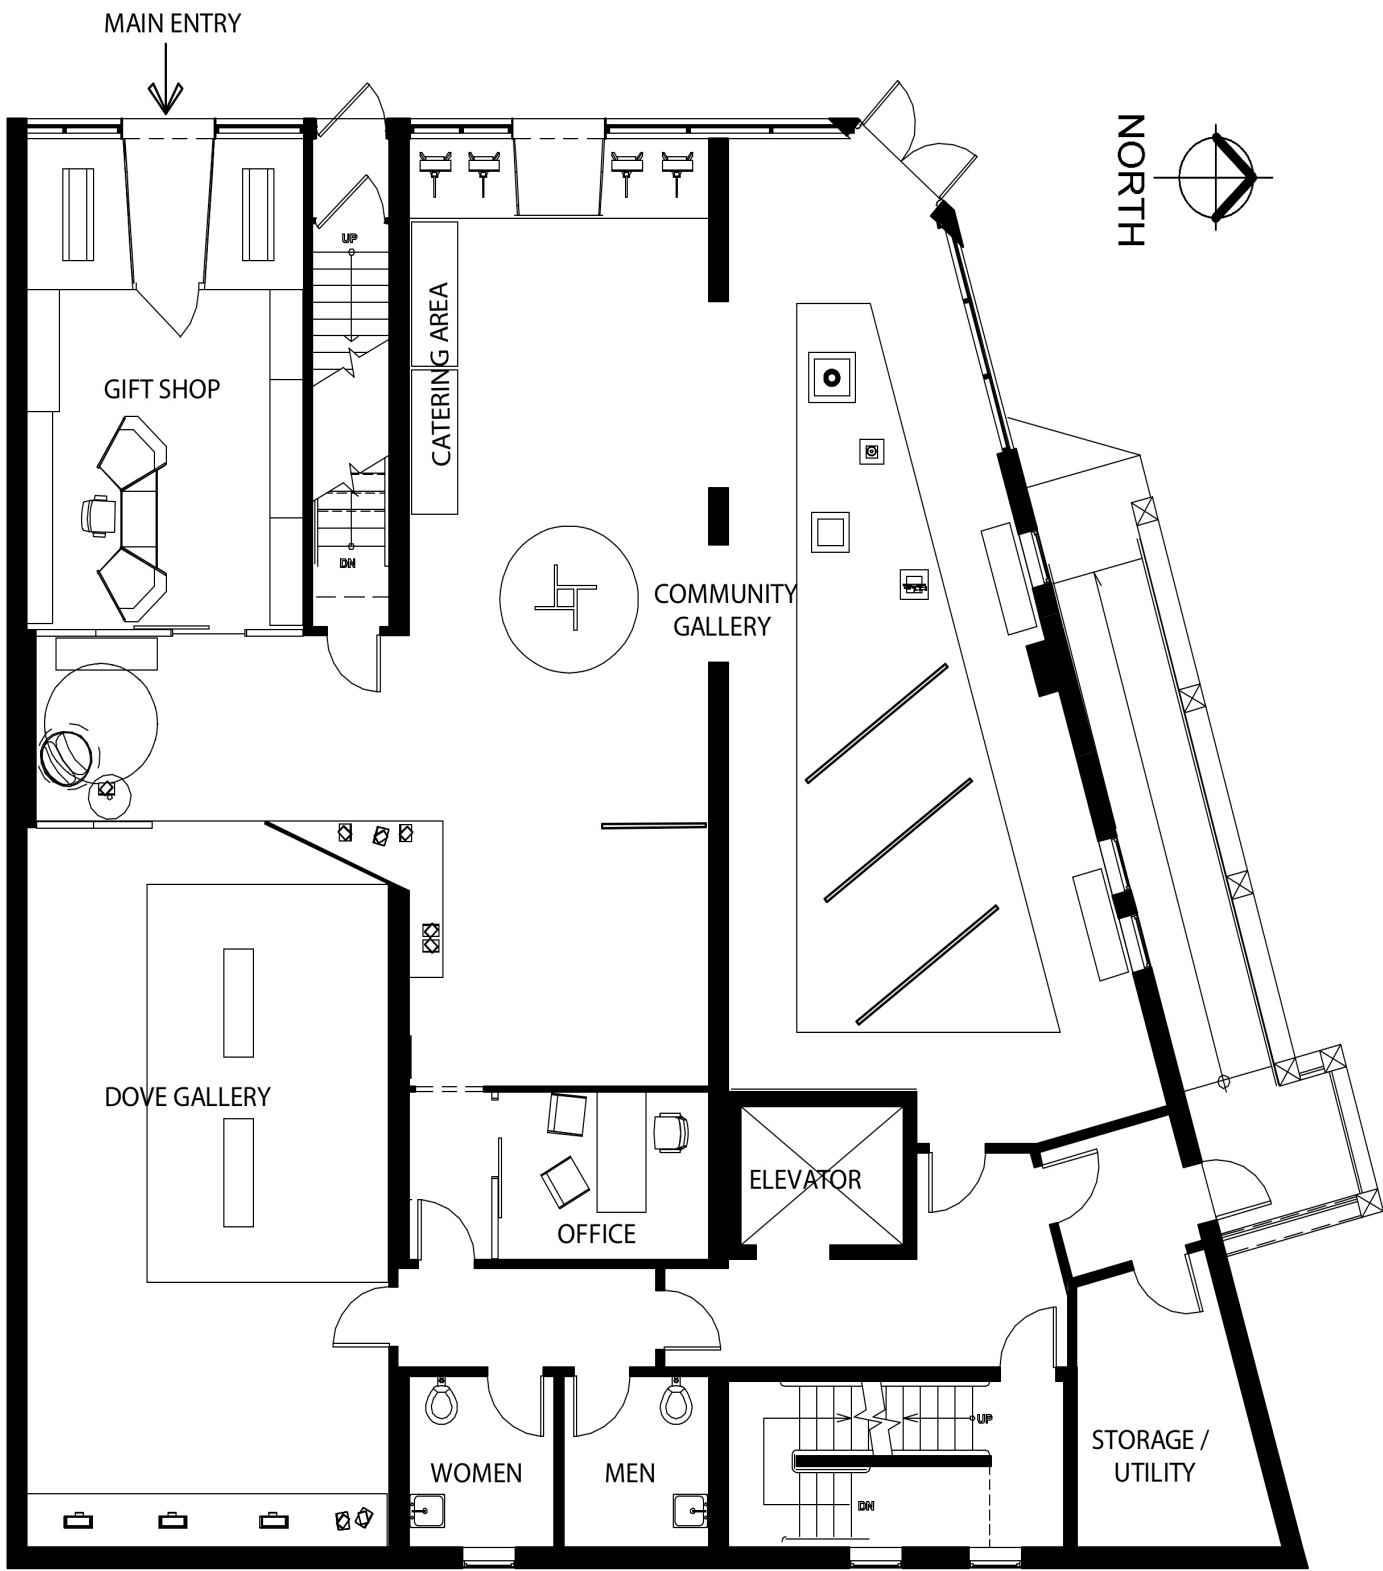 MAIN ENTRY
NORTH
UP
CATERING AREA
GIFT SHOP
DN
COMMUNITY
GALLERY
DOVE GALLERY
ELEVATOR
OFFICE
UP
STORAGE /
UTILITY
WOMEN
MEN
DN